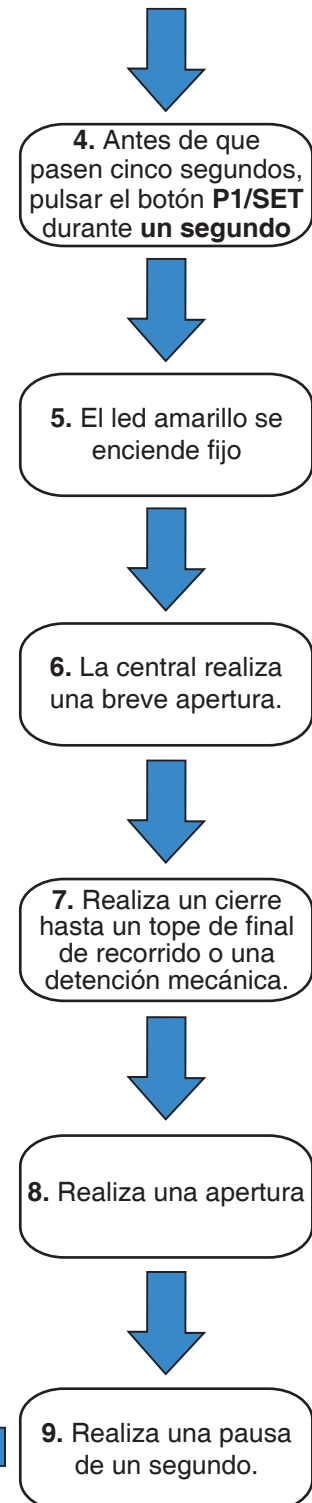 4. Antes de que
pasen cinco segundos,
pulsar el botón P1/SET
durante un segundo
5. El led amarillo se
enciende fijo
6. La central realiza
una breve apertura.
7. Realiza un cierre
hasta un tope de final
de recorrido o una
detención mecánica.
8. Realiza una apertura
9. Realiza una pausa
de un segundo.